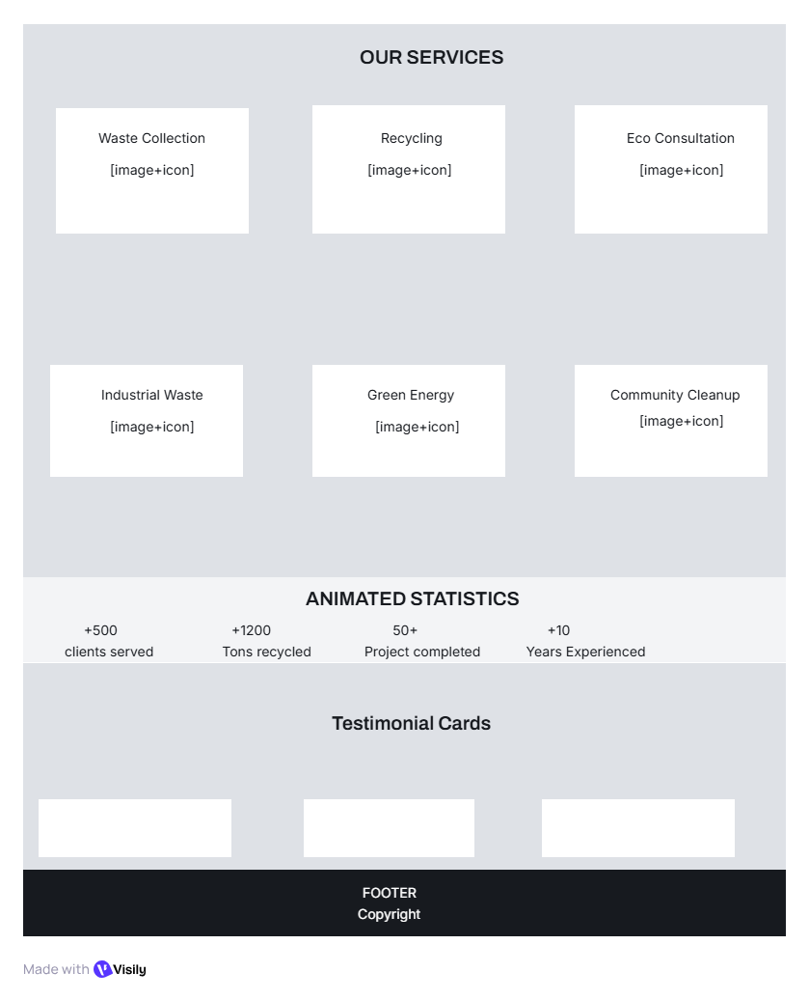 OUR SERVICES
Waste Collection
[image+icon]
Recycling
[image+icon]
Eco Consultation
[image+icon]
Industrial Waste
[image+icon]
Green Energy
[image+icon]
Community Cleanup
[image+icon]
ANIMATED STATISTICS
+500
clients served
+1200
Tons recycled
50+
Project completed
+10
Years Experienced
Testimonial Cards
FOOTER
Copyright
Made with Visily